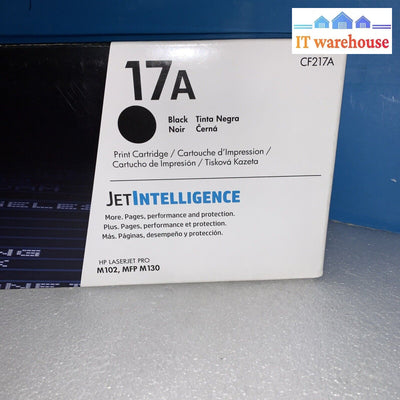 IT warehouse
CF217A
17A
Black Tinta Negra
Noir Černá
Print Cartridge / Cartouche d'Impression /
Cartucho de Impresión / Tisková Kazeta
JETINTELLIGENCE
More. Pages, performance and protection.
Plus. Pages, performance et protection.
Más. Páginas, desempeño y protección.
HP LASERJET PRO
M102, MFP M130